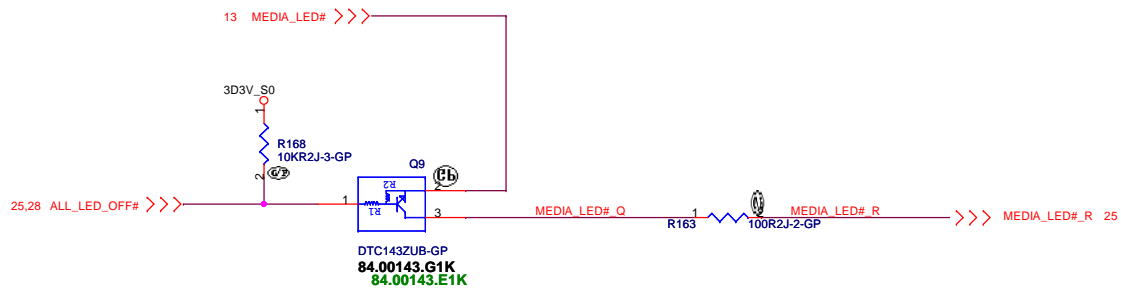 13 MEDIA_LED#
3D3V_S0
1
R168
10KR2J-3-GP
2
Q9
R2
R1
25,28 ALL_LED_OFF#
1
2
3
MEDIA_LED#_Q
1
R163
MEDIA_LED#_R
100R2J-2-GP
MEDIA_LED#_R 25
DTC143ZUB-GP
84.00143.G1K
84.00143.E1K